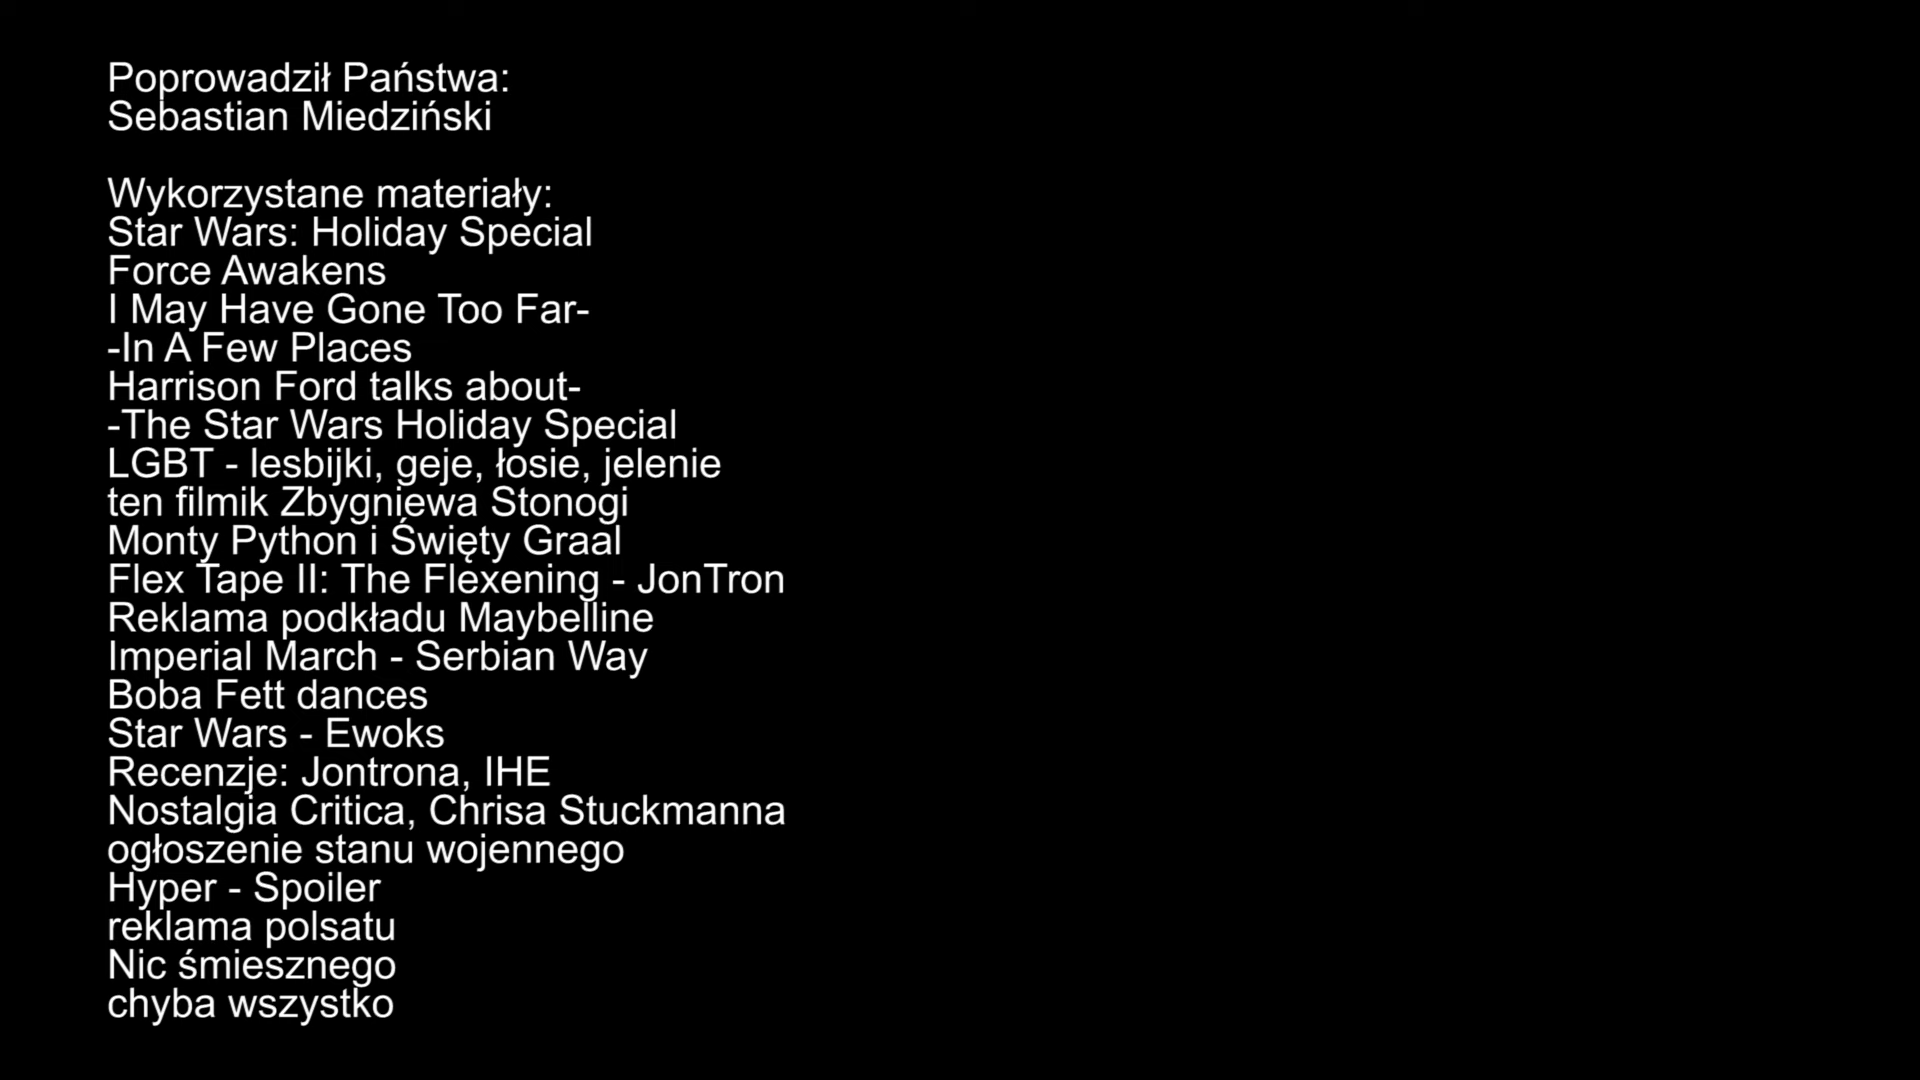 Poprowadził Państwa:
Sebastian Miedziński
Wykorzystane materiały:
Star Wars: Holiday Special
Force Awakens
I May Have Gone Too Far-
-In A Few Places
Harrison Ford talks about-
-The Star Wars Holiday Special
LGBT - lesbijki, geje, łosie, jelenie
ten filmik Zbygniewa Stonogi
Monty Python i Święty Graal
Flex Tape II: The Flexening - JonTron
Reklama podkładu Maybelline
Imperial March - Serbian Way
Boba Fett dances
Star Wars - Ewoks
Recenzje: Jontrona, IHE
Nostalgia Critica, Chrisa Stuckmanna
ogłoszenie stanu wojennego
Hyper - Spoiler
reklama polsatu
Nic śmiesznego
chyba wszystko